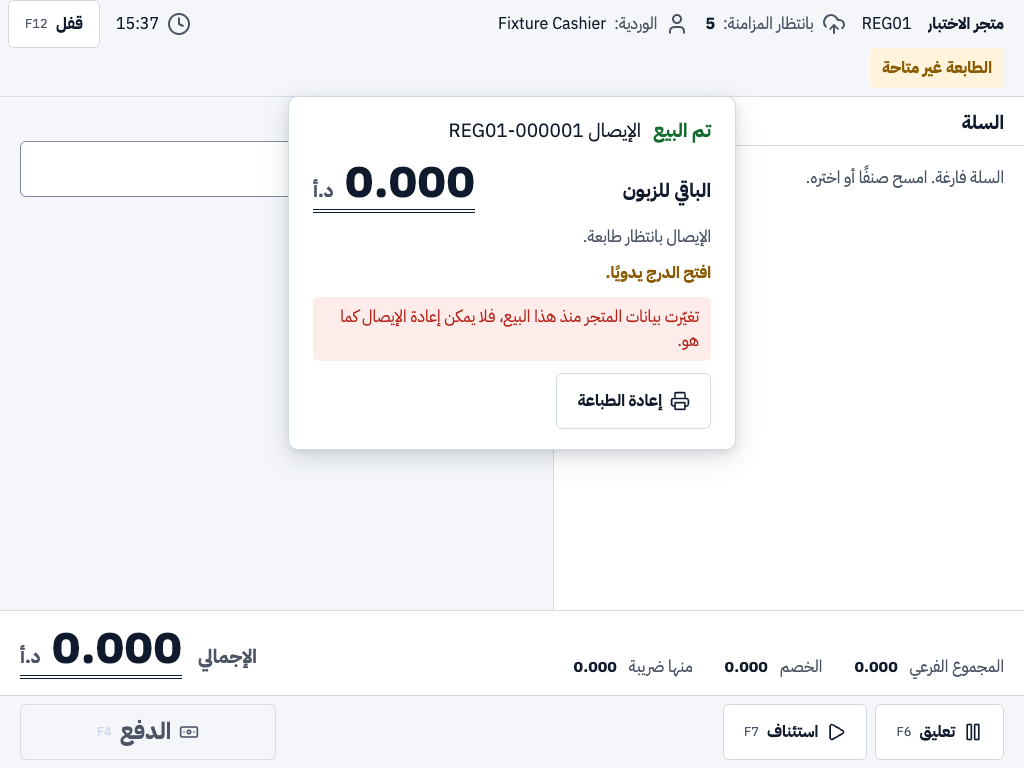 متجر الاختبار REG01 بانتظار المزامنة: 5 الوردية: Fixture Cashier 15:37 قفل F12
الطابعة غير متاحة
السلة
السلة فارغة. امسح صنفًا أو اختره.
تم البيع الإيصال REG01-000001
الباقي للزبون 0.000 د.أ
الإيصال بانتظار طابعة.
افتح الدرج يدويًا.
تغيّرت بيانات المتجر منذ هذا البيع، فلا يمكن إعادة الإيصال كما
هو.
إعادة الطباعة
المجموع الفرعي 0.000 الخصم 0.000 منها ضريبة 0.000 الإجمالي 0.000 د.أ
تعليق F6 استئناف F7 الدفع F4